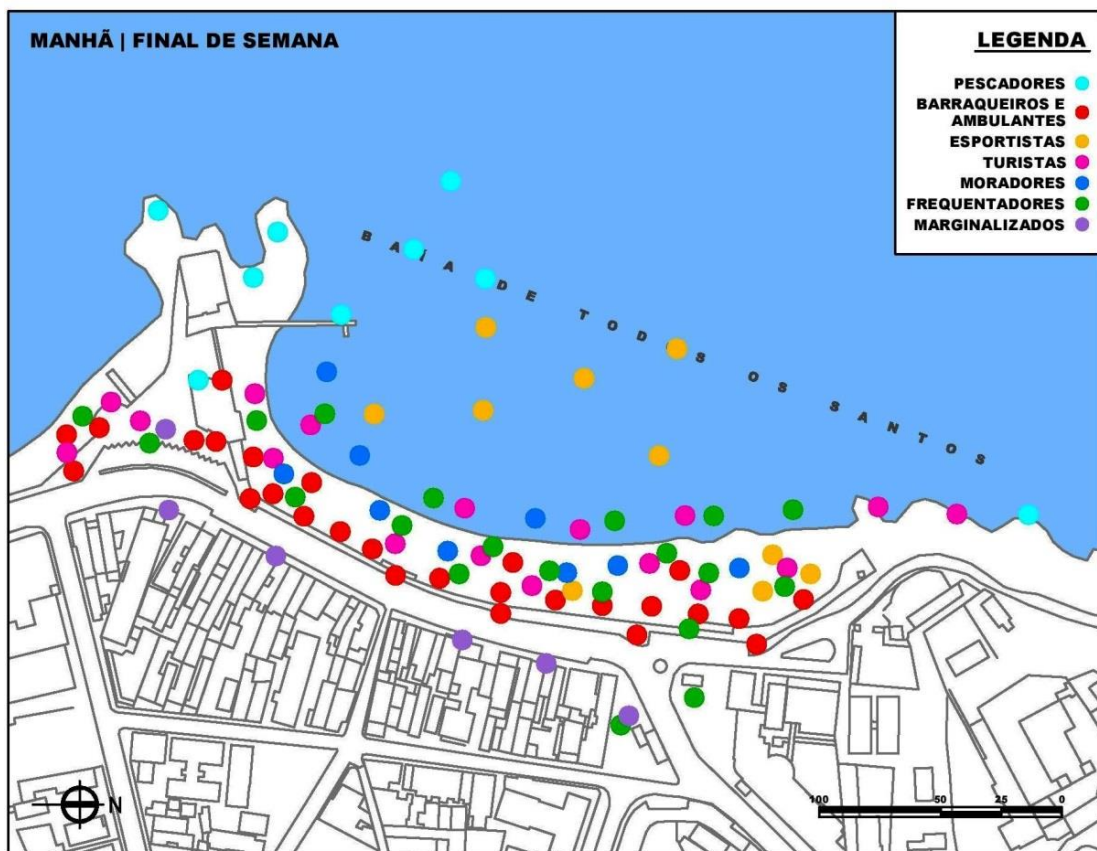 MANHÃ | FINAL DE SEMANA
LEGENDA
PESCADORES
BARRAQUEIROS E
AMBULANTES
ESPORTISTAS
TURISTAS
MORADORES
FREQUENTADORES
MARGINALIZADOS
BAÍA DE TODOS OS SANTOS
N
100 50 25 0